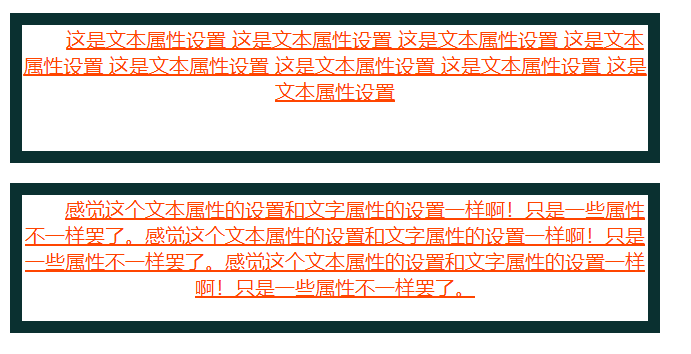 这是文本属性设置 这是文本属性设置 这是文本属性设置 这是文本
属性设置 这是文本属性设置 这是文本属性设置 这是文本属性设置 这是
文本属性设置
感觉这个文本属性的设置和文字属性的设置一样啊！只是一些属性
不一样罢了。感觉这个文本属性的设置和文字属性的设置一样啊！只是
一些属性不一样罢了。感觉这个文本属性的设置和文字属性的设置一样
啊！只是一些属性不一样罢了。